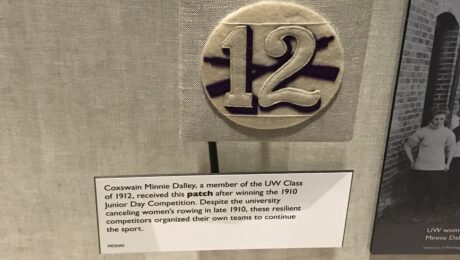 12
Coxswain Minnie Dalley, a member of the UW Class
of 1912, received this patch after winning the 1910
Junior Day Competition. Despite the university
canceling women's rowing in late 1910, these resilient
competitors organized their own teams to continue
the sport.
MOHAI
UW wom
Minnie Dal